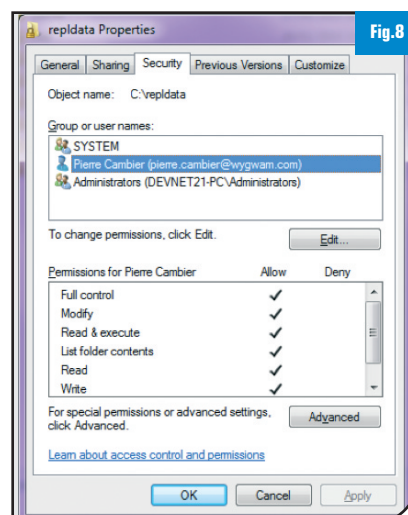 repldata Properties
Fig.8
General Sharing Security Previous Versions Customize
Object name: C:\repldata
Group or user names:
SYSTEM
Pierre Cambier (pierre.cambier@wygwam.com)
Administrators (DEVNET21-PC\Administrators)
To change permissions, click Edit.
Edit...
Permissions for Pierre Cambier Allow Deny
Full control
Modify
Read & execute
List folder contents
Read
Write
For special permissions or advanced settings,
click Advanced.
Advanced
Learn about access control and permissions
OK Cancel Apply